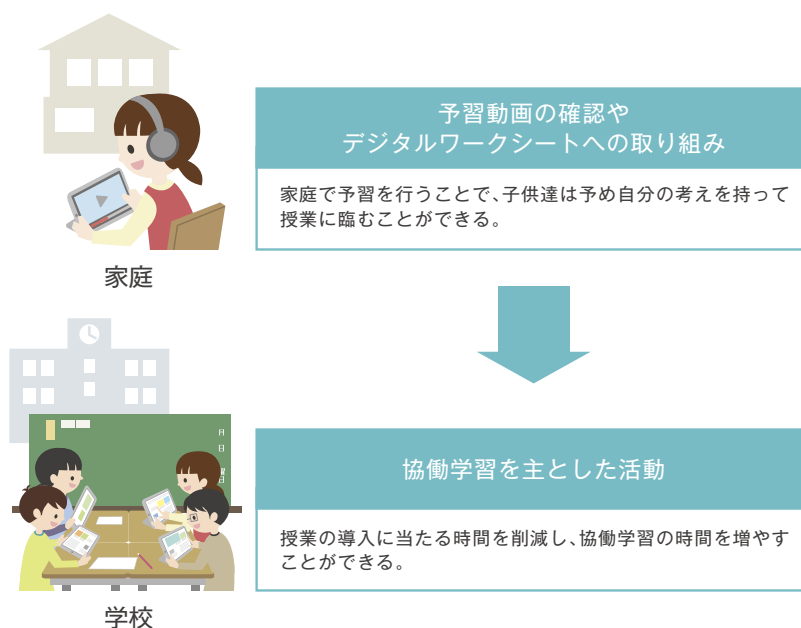 予習動画の確認や
デジタルワークシートへの取り組み
家庭で予習を行うことで、子供達は予め自分の考えを持って
授業に臨むことができる。
家庭
月
日
曜日
協働学習を主とした活動
授業の導入に当たる時間を削減し、協働学習の時間を増やす
ことができる。
学校